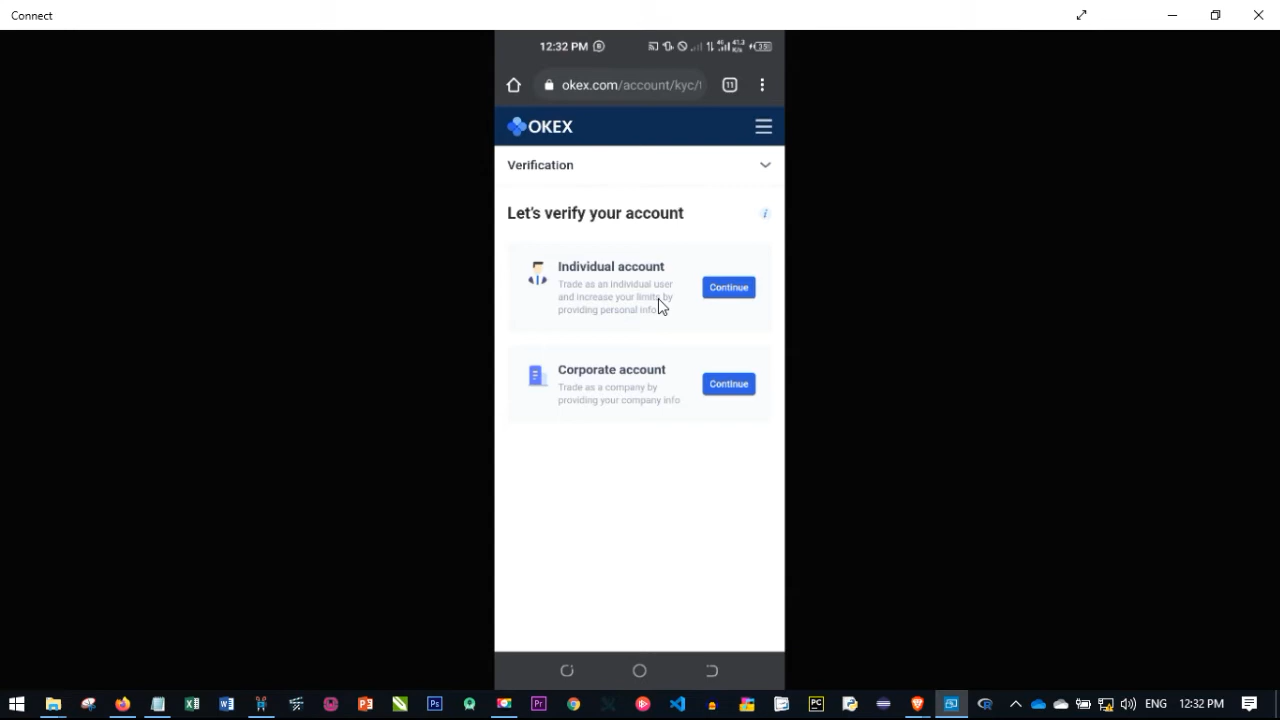 Connect
12:32 PM
okex.com/account/kyc/
11
OKEX
Verification
Let's verify your account
i
Individual account
Trade as an individual user
and increase your limits by
providing personal info
Continue
Corporate account
Trade as a company by
providing your company info
Continue
ENG
12:32 PM